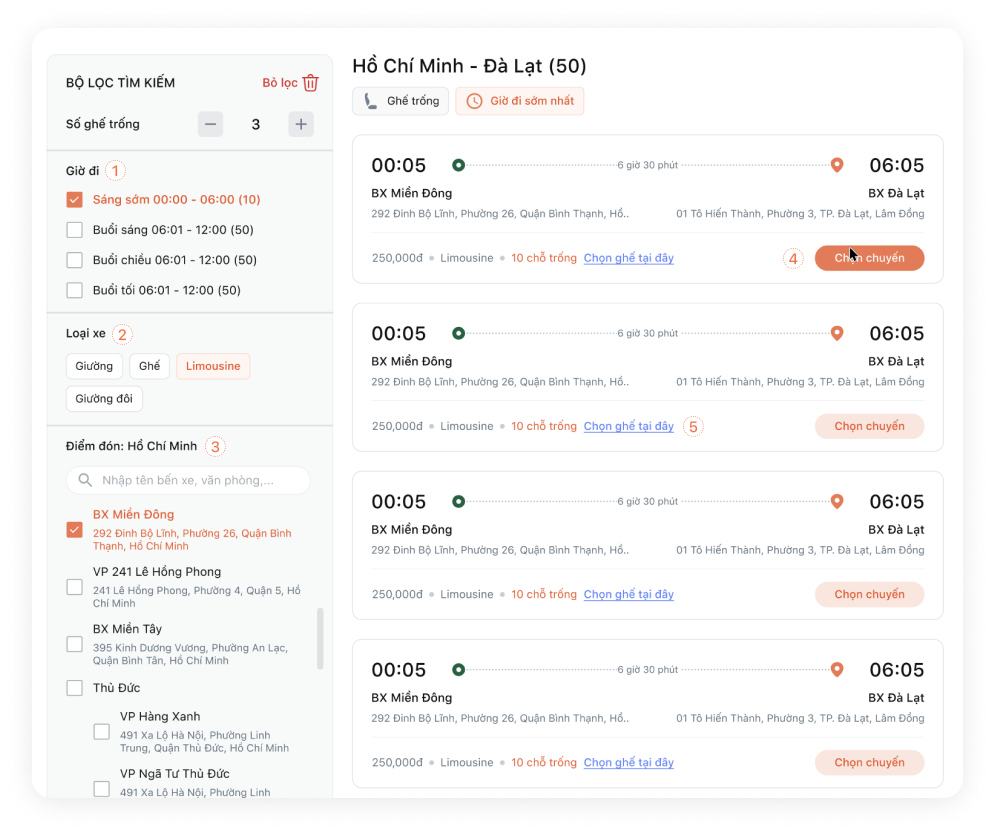 BỘ LỌC TÌM KIẾM
Bỏ lọc
Số ghế trống
3
Giờ đi
1
Sáng sớm 00:00 - 06:00 (10)
Buổi sáng 06:01 - 12:00 (50)
Buổi chiều 06:01 - 12:00 (50)
Buổi tối 06:01 - 12:00 (50)
Loại xe
2
Giường
Ghế
Limousine
Giường đôi
Điểm đón: Hồ Chí Minh
3
Nhập tên bến xe, văn phòng,...
BX Miền Đông
292 Đinh Bộ Lĩnh, Phường 26, Quận Bình
Thạnh, Hồ Chí Minh
VP 241 Lê Hồng Phong
241 Lê Hồng Phong, Phường 4, Quận 5, Hồ
Chí Minh
BX Miền Tây
395 Kinh Dương Vương, Phường An Lạc,
Quận Bình Tân, Hồ Chí Minh
Thủ Đức
VP Hàng Xanh
491 Xa Lộ Hà Nội, Phường Linh
Trung, Quận Thủ Đức, Hồ Chí Minh
VP Ngã Tư Thủ Đức
491 Xa Lộ Hà Nội, Phường Linh
Hồ Chí Minh - Đà Lạt (50)
Ghế trống
Giờ đi sớm nhất
00:05
6 giờ 30 phút
06:05
BX Miền Đông
BX Đà Lạt
292 Đinh Bộ Lĩnh, Phường 26, Quận Bình Thạnh, Hồ..
01 Tô Hiến Thành, Phường 3, TP. Đà Lạt, Lâm Đồng
250,000đ
Limousine
10 chỗ trống
Chọn ghế tại đây
4
Chọn chuyến
00:05
6 giờ 30 phút
06:05
BX Miền Đông
BX Đà Lạt
292 Đinh Bộ Lĩnh, Phường 26, Quận Bình Thạnh, Hồ..
01 Tô Hiến Thành, Phường 3, TP. Đà Lạt, Lâm Đồng
250,000đ
Limousine
10 chỗ trống
Chọn ghế tại đây
5
Chọn chuyến
00:05
6 giờ 30 phút
06:05
BX Miền Đông
BX Đà Lạt
292 Đinh Bộ Lĩnh, Phường 26, Quận Bình Thạnh, Hồ..
01 Tô Hiến Thành, Phường 3, TP. Đà Lạt, Lâm Đồng
250,000đ
Limousine
10 chỗ trống
Chọn ghế tại đây
Chọn chuyến
00:05
6 giờ 30 phút
06:05
BX Miền Đông
BX Đà Lạt
292 Đinh Bộ Lĩnh, Phường 26, Quận Bình Thạnh, Hồ..
01 Tô Hiến Thành, Phường 3, TP. Đà Lạt, Lâm Đồng
250,000đ
Limousine
10 chỗ trống
Chọn ghế tại đây
Chọn chuyến